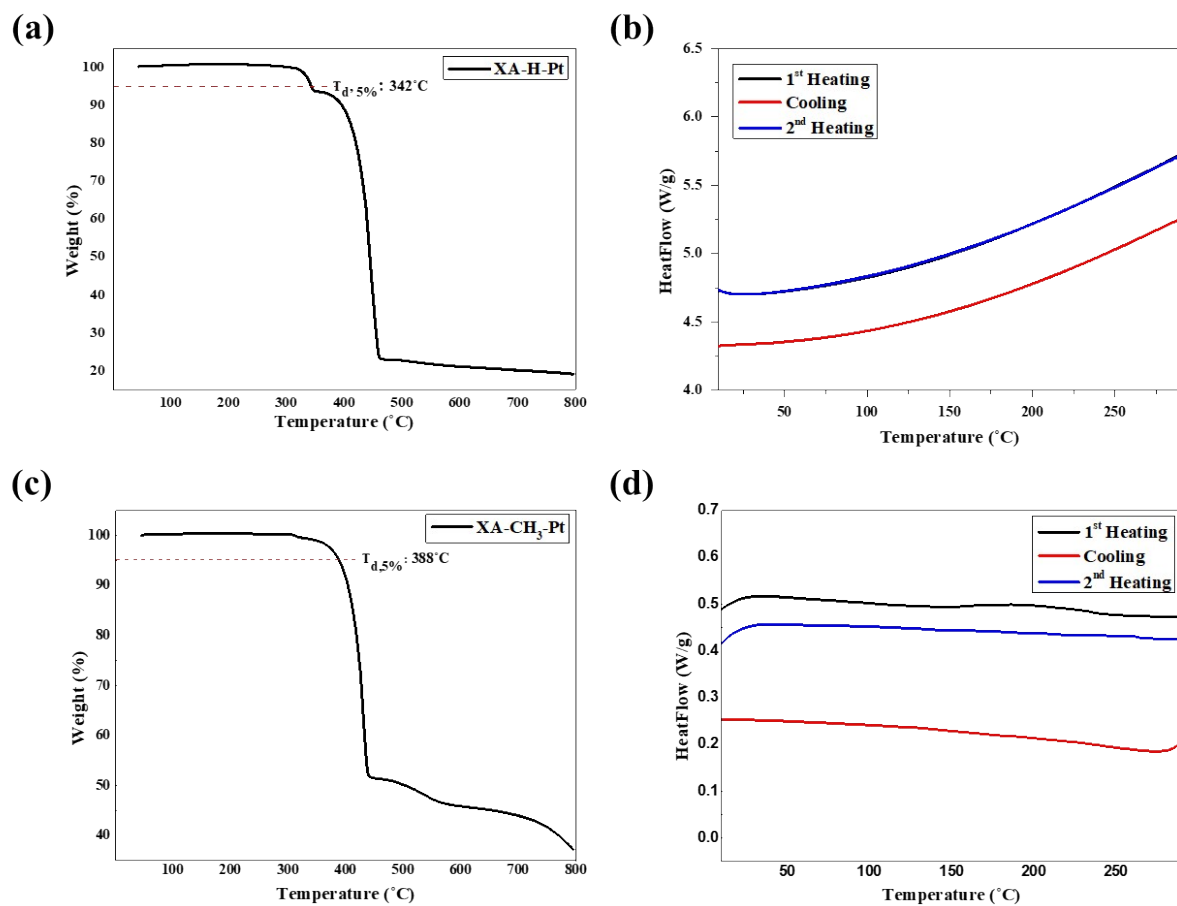 (a)
XA-H-Pt
Td, 5% : 342˚C
100
90
80
70
60
50
40
30
20
Weight (%)
100 200 300 400 500 600 700 800
Temperature (˚C)
(b)
1st Heating
Cooling
2nd Heating
6.5
6.0
5.5
5.0
4.5
4.0
HeatFlow (W/g)
50 100 150 200 250
Temperature (˚C)
(c)
XA-CH3-Pt
Td,5% : 388˚C
100
90
80
70
60
50
40
Weight (%)
100 200 300 400 500 600 700 800
Temperature (˚C)
(d)
1st Heating
Cooling
2nd Heating
0.7
0.6
0.5
0.4
0.3
0.2
0.1
0.0
HeatFlow (W/g)
50 100 150 200 250
Temperature (˚C)